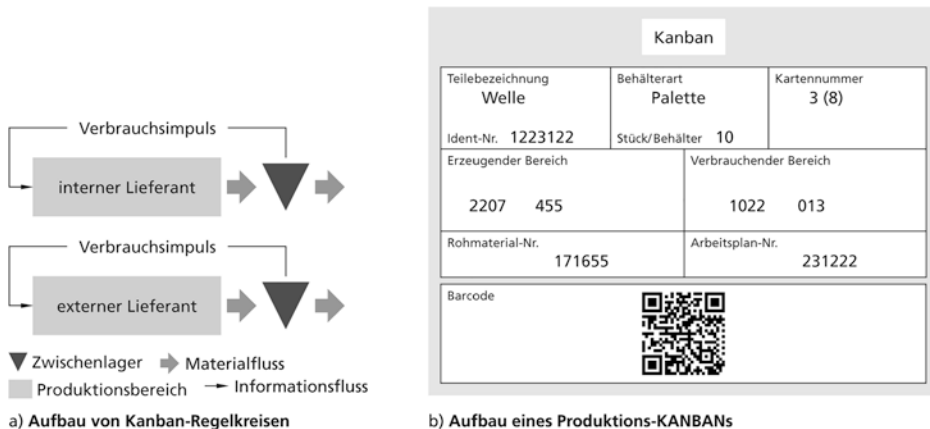 Verbrauchsimpuls
interner Lieferant
Verbrauchsimpuls
externer Lieferant
Zwischenlager Materialfluss
Produktionsbereich Informationsfluss
a) Aufbau von Kanban-Regelkreisen
Kanban
Teilebezeichnung Behälterart Kartennummer
Welle Palette 3 (8)
Ident-Nr. 1223122 Stück/Behälter 10
Erzeugender Bereich Verbrauchender Bereich
2207 455 1022 013
Rohmaterial-Nr. Arbeitsplan-Nr.
171655 231222
Barcode
b) Aufbau eines Produktions-KANBANs